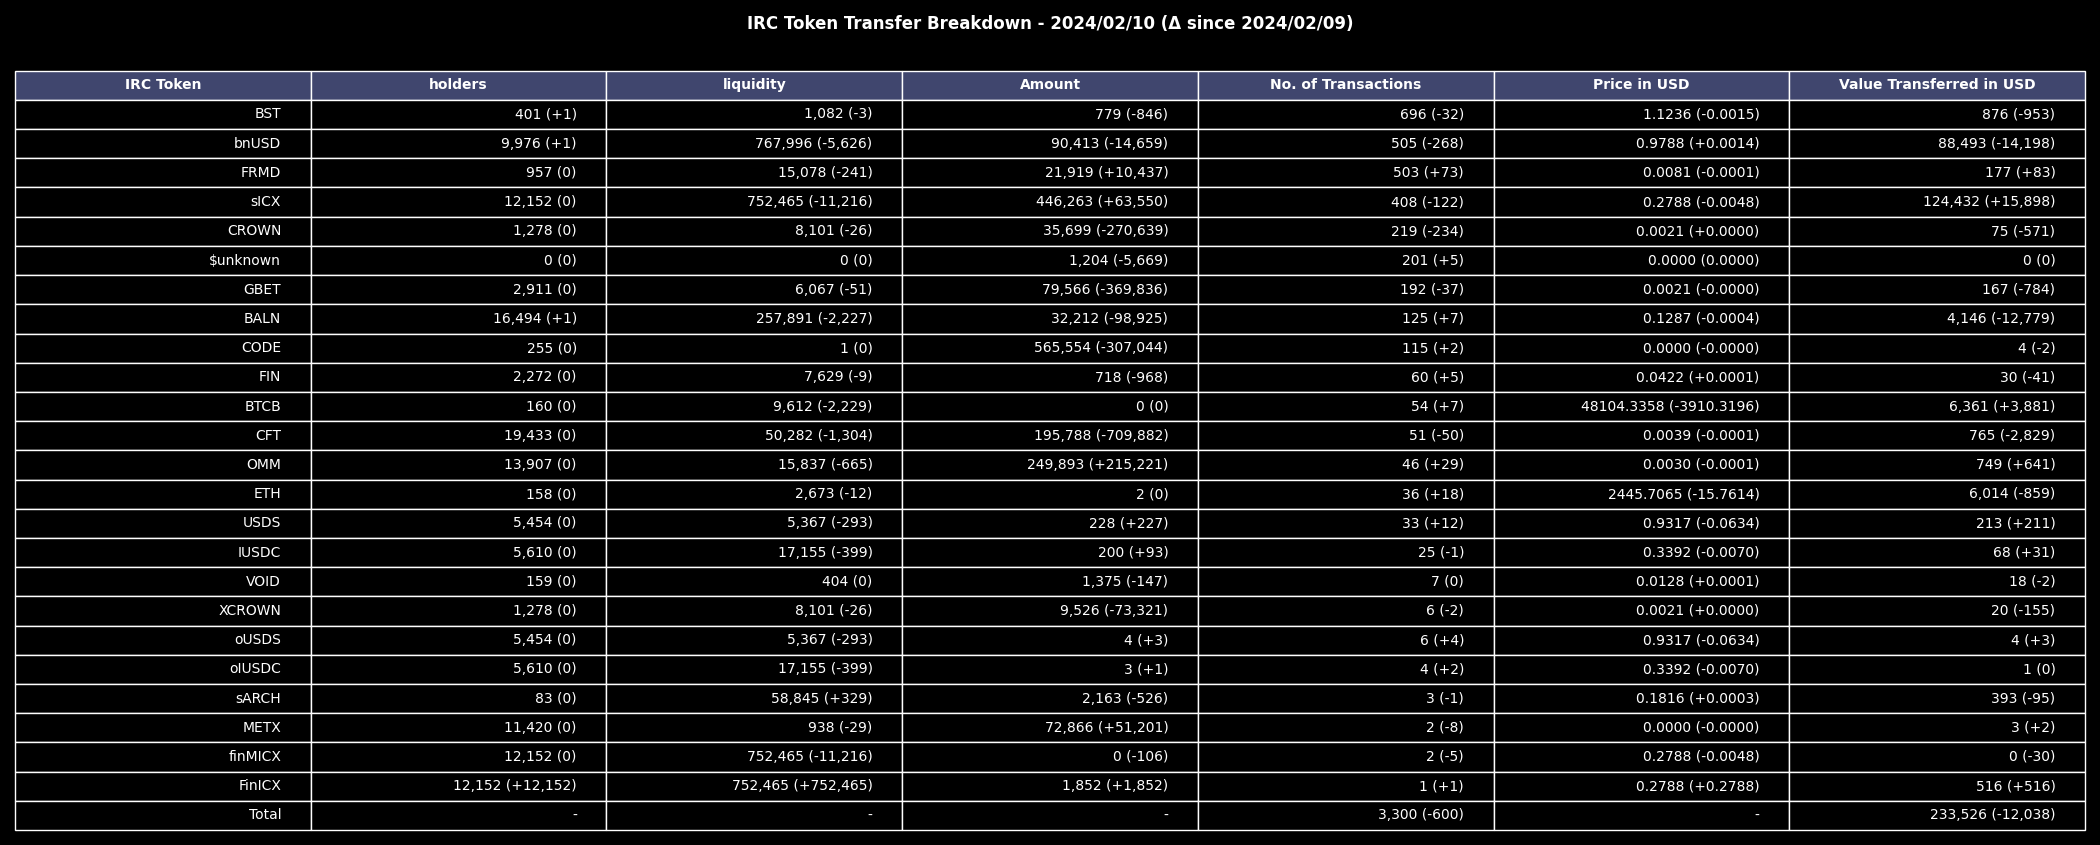 IRC Token Transfer Breakdown - 2024/02/10 (Δ since 2024/02/09)
IRC Token holders liquidity Amount No. of Transactions Price in USD Value Transferred in USD
BST 401 (+1) 1,082 (-3) 779 (-846) 696 (-32) 1.1236 (-0.0015) 876 (-953)
bnUSD 9,976 (+1) 767,996 (-5,626) 90,413 (-14,659) 505 (-268) 0.9788 (+0.0014) 88,493 (-14,198)
FRMD 957 (0) 15,078 (-241) 21,919 (+10,437) 503 (+73) 0.0081 (-0.0001) 177 (+83)
sICX 12,152 (0) 752,465 (-11,216) 446,263 (+63,550) 408 (-122) 0.2788 (-0.0048) 124,432 (+15,898)
CROWN 1,278 (0) 8,101 (-26) 35,699 (-270,639) 219 (-234) 0.0021 (+0.0000) 75 (-571)
$unknown 0 (0) 0 (0) 1,204 (-5,669) 201 (+5) 0.0000 (0.0000) 0 (0)
GBET 2,911 (0) 6,067 (-51) 79,566 (-369,836) 192 (-37) 0.0021 (-0.0000) 167 (-784)
BALN 16,494 (+1) 257,891 (-2,227) 32,212 (-98,925) 125 (+7) 0.1287 (-0.0004) 4,146 (-12,779)
CODE 255 (0) 1 (0) 565,554 (-307,044) 115 (+2) 0.0000 (-0.0000) 4 (-2)
FIN 2,272 (0) 7,629 (-9) 718 (-968) 60 (+5) 0.0422 (+0.0001) 30 (-41)
BTCB 160 (0) 9,612 (-2,229) 0 (0) 54 (+7) 48104.3358 (-3910.3196) 6,361 (+3,881)
CFT 19,433 (0) 50,282 (-1,304) 195,788 (-709,882) 51 (-50) 0.0039 (-0.0001) 765 (-2,829)
OMM 13,907 (0) 15,837 (-665) 249,893 (+215,221) 46 (+29) 0.0030 (-0.0001) 749 (+641)
ETH 158 (0) 2,673 (-12) 2 (0) 36 (+18) 2445.7065 (-15.7614) 6,014 (-859)
USDS 5,454 (0) 5,367 (-293) 228 (+227) 33 (+12) 0.9317 (-0.0634) 213 (+211)
IUSDC 5,610 (0) 17,155 (-399) 200 (+93) 25 (-1) 0.3392 (-0.0070) 68 (+31)
VOID 159 (0) 404 (0) 1,375 (-147) 7 (0) 0.0128 (+0.0001) 18 (-2)
XCROWN 1,278 (0) 8,101 (-26) 9,526 (-73,321) 6 (-2) 0.0021 (+0.0000) 20 (-155)
oUSDS 5,454 (0) 5,367 (-293) 4 (+3) 6 (+4) 0.9317 (-0.0634) 4 (+3)
oIUSDC 5,610 (0) 17,155 (-399) 3 (+1) 4 (+2) 0.3392 (-0.0070) 1 (0)
sARCH 83 (0) 58,845 (+329) 2,163 (-526) 3 (-1) 0.1816 (+0.0003) 393 (-95)
METX 11,420 (0) 938 (-29) 72,866 (+51,201) 2 (-8) 0.0000 (-0.0000) 3 (+2)
finMICX 12,152 (0) 752,465 (-11,216) 0 (-106) 2 (-5) 0.2788 (-0.0048) 0 (-30)
FinICX 12,152 (+12,152) 752,465 (+752,465) 1,852 (+1,852) 1 (+1) 0.2788 (+0.2788) 516 (+516)
Total - - - 3,300 (-600) - 233,526 (-12,038)